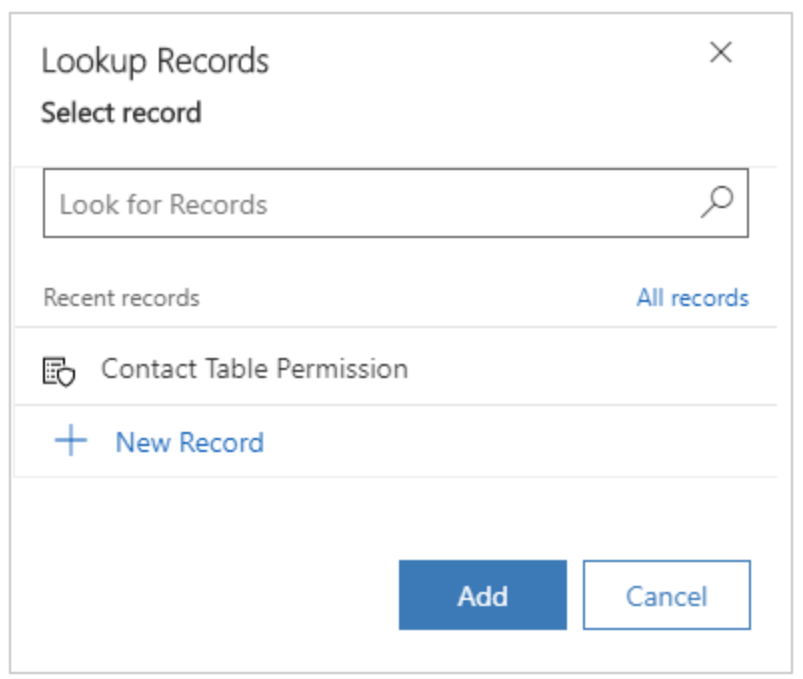 Lookup Records
Select record
Look for Records
Recent records All records
Contact Table Permission
New Record
Add Cancel